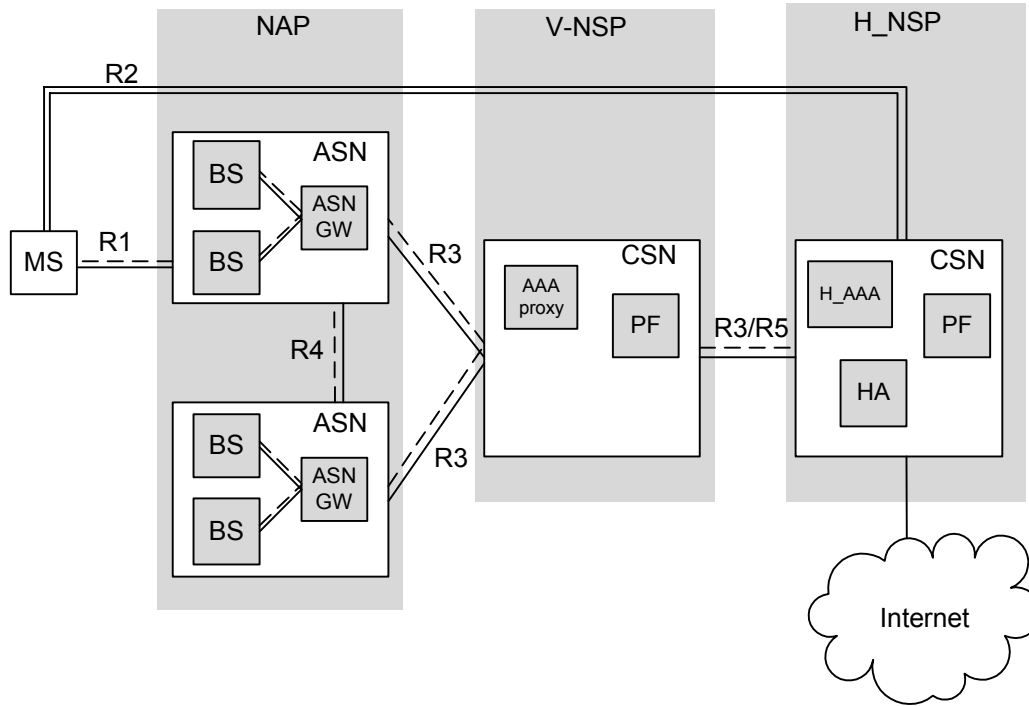 NAP
V-NSP
H_NSP
R2
ASN
BS
ASN
GW
BS
MS
R1
R3
CSN
AAA
proxy
PF
R3/R5
CSN
H_AAA
PF
HA
R4
ASN
BS
ASN
GW
BS
R3
Internet